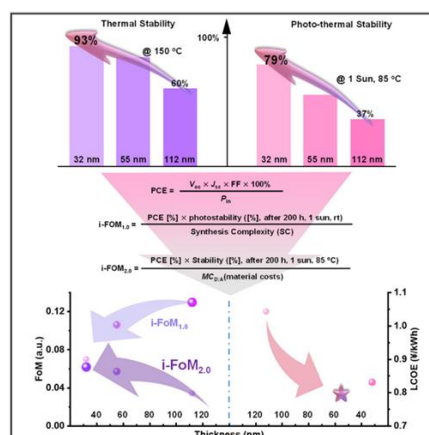 Thermal Stability
Photo-thermal Stability
93%
@ 150 ºC
60%
100%
79%
@ 1 Sun, 85 ºC
37%
32 nm
55 nm
112 nm
32 nm
55 nm
112 nm
PCE = Voc × Jsc × FF × 100%
Pin
i-FOM1.0 = PCE [%] × photostability ([%], after 200 h, 1 sun, rt)
Synthesis Complexity (SC)
i-FOM2.0 = PCE [%] × Stability ([%], after 200 h, 1 sun, 85 ºC)
MCD:A(material costs)
FoM (a.u.)
0.12
0.08
0.04
0.00
i-FoM1.0
i-FoM2.0
1.1
1.0
0.9
0.8
0.7
LCOE (¥/kWh)
40 60 80 100 120 120 100 80 60 40
Thickness (nm)